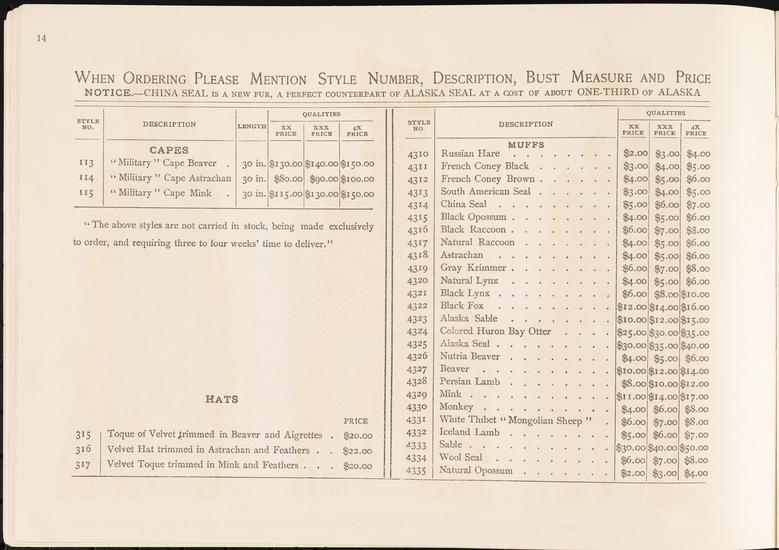 14
When Ordering Please Mention Style Number, Description, Bust Measure and Price
NOTICE.—CHINA SEAL IS A NEW FUR, A PERFECT COUNTERPART OF ALASKA SEAL AT A COST OF ABOUT ONE-THIRD OF ALASKA
STYLE NO. DESCRIPTION LENGTH QUALITIES
XX PRICE XXX PRICE 4X PRICE
CAPES
113 “Military” Cape Beaver . 30 in. $130.00 $140.00 $150.00
114 “Military” Cape Astrachan 30 in. $80.00 $90.00 $100.00
115 “Military” Cape Mink . 30 in. $115.00 $130.00 $150.00
“The above styles are not carried in stock, being made exclusively
to order, and requiring three to four weeks’ time to deliver.”
HATS
PRICE
315 Toque of Velvet trimmed in Beaver and Aigrettes . $20.00
316 Velvet Hat trimmed in Astrachan and Feathers . . $22.00
317 Velvet Toque trimmed in Mink and Feathers . . . $20.00
STYLE NO. DESCRIPTION QUALITIES
XX PRICE XXX PRICE 4X PRICE
MUFFS
4310 Russian Hare . . . . . . . . $2.00 $3.00 $4.00
4311 French Coney Black . . . . . . $3.00 $4.00 $5.00
4312 French Coney Brown . . . . . . $4.00 $5.00 $6.00
4313 South American Seal . . . . . . $3.00 $4.00 $5.00
4314 China Seal . . . . . . . . $5.00 $6.00 $7.00
4315 Black Opossum . . . . . . . $4.00 $5.00 $6.00
4316 Black Raccoon . . . . . . . $6.00 $7.00 $8.00
4317 Natural Raccoon . . . . . . . $4.00 $5.00 $6.00
4318 Astrachan . . . . . . . . $4.00 $5.00 $6.00
4319 Gray Krimmer . . . . . . . . $6.00 $7.00 $8.00
4320 Natural Lynx . . . . . . . . $4.00 $5.00 $6.00
4321 Black Lynx . . . . . . . . $6.00 $8.00 $10.00
4322 Black Fox . . . . . . . . $12.00 $14.00 $16.00
4323 Alaska Sable . . . . . . . . $10.00 $12.00 $15.00
4324 Colored Huron Bay Otter . . . . $25.00 $30.00 $35.00
4325 Alaska Seal . . . . . . . . $30.00 $35.00 $40.00
4326 Nutria Beaver . . . . . . . $4.00 $5.00 $6.00
4327 Beaver . . . . . . . . . $10.00 $12.00 $14.00
4328 Persian Lamb . . . . . . . . $8.00 $10.00 $12.00
4329 Mink . . . . . . . . . . $11.00 $14.00 $17.00
4330 Monkey . . . . . . . . . $4.00 $6.00 $8.00
4331 White Thibet “Mongolian Sheep” . $6.00 $7.00 $8.00
4332 Iceland Lamb . . . . . . . . $5.00 $6.00 $7.00
4333 Sable . . . . . . . . . . $30.00 $40.00 $50.00
4334 Wool Seal . . . . . . . . $6.00 $7.00 $8.00
4335 Natural Opossum . . . . . . . $2.00 $3.00 $4.00